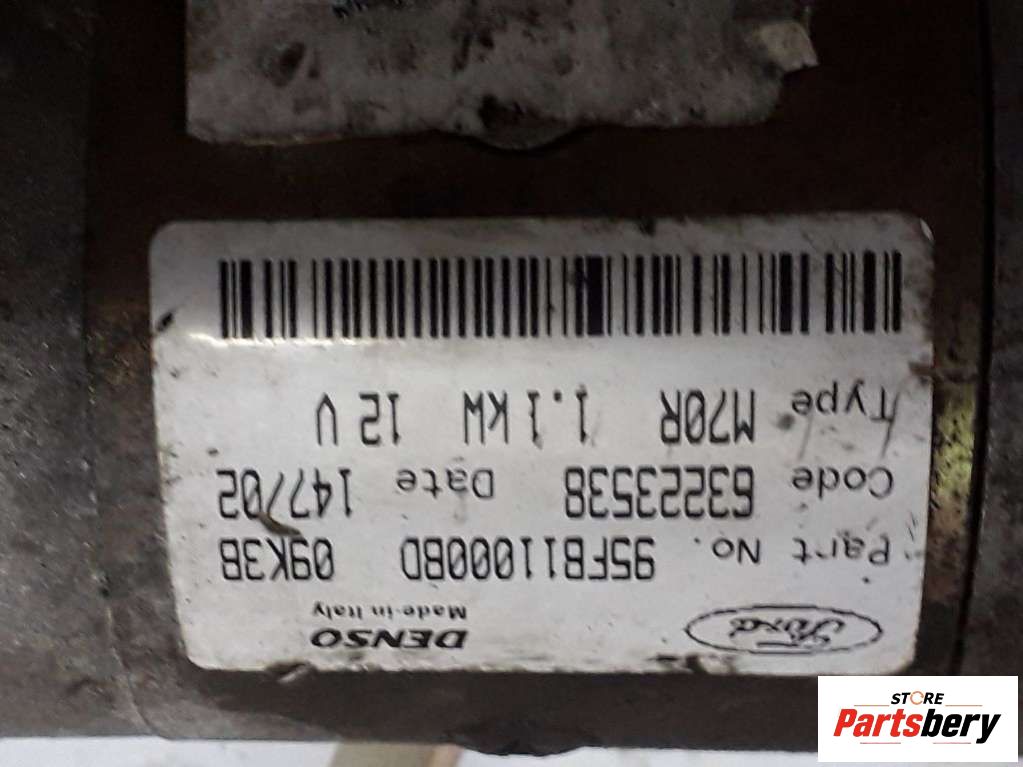 Ford DENSO
Made in Italy
Part No. 95FB11000BD 09K3B
Code 63223538 Date 147/02
Type M70R 1.1kW 12 V
STORE
Partsbery